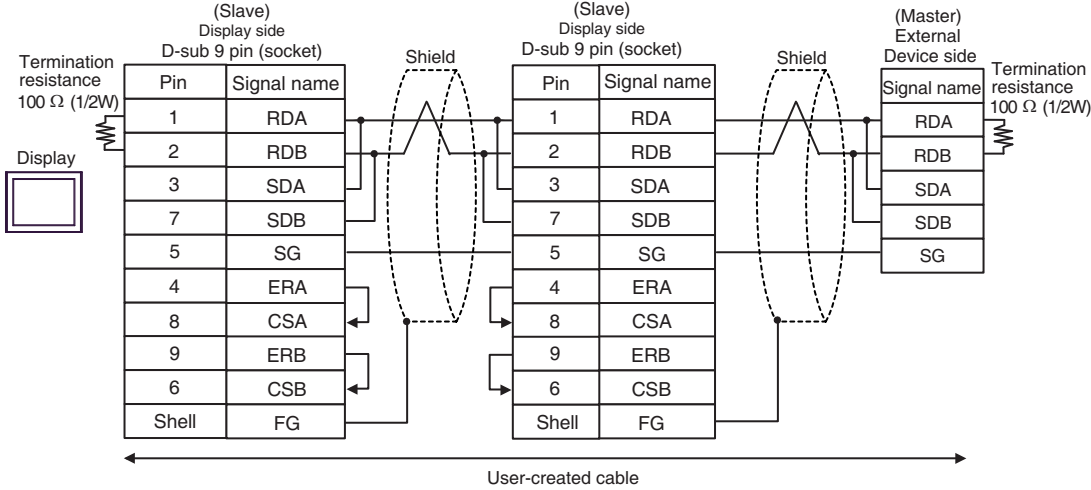 (Slave)
Display side
D-sub 9 pin (socket)
(Slave)
Display side
D-sub 9 pin (socket)
(Master)
External
Device side
Termination
resistance
100 Ω (1/2W)
Display
Shield
Shield
Termination
resistance
100 Ω (1/2W)
Pin Signal name
1 RDA
2 RDB
3 SDA
7 SDB
5 SG
4 ERA
8 CSA
9 ERB
6 CSB
Shell FG
Pin Signal name
1 RDA
2 RDB
3 SDA
7 SDB
5 SG
4 ERA
8 CSA
9 ERB
6 CSB
Shell FG
Signal name
RDA
RDB
SDA
SDB
SG
User-created cable